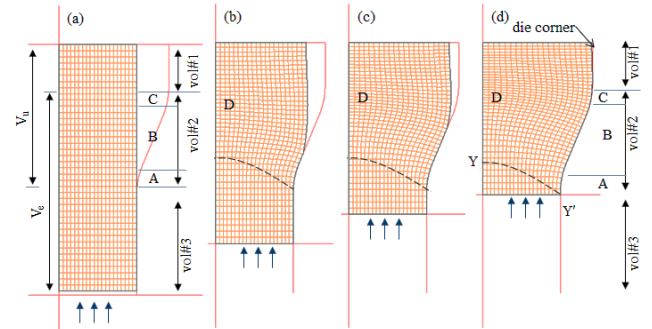 (a)
(b)
(c)
(d)
die corner
vol#1
vol#2
vol#3
C
B
A
Vu
Ve
D
D
D
Y
Y′
vol#1
C
vol#2
B
A
vol#3